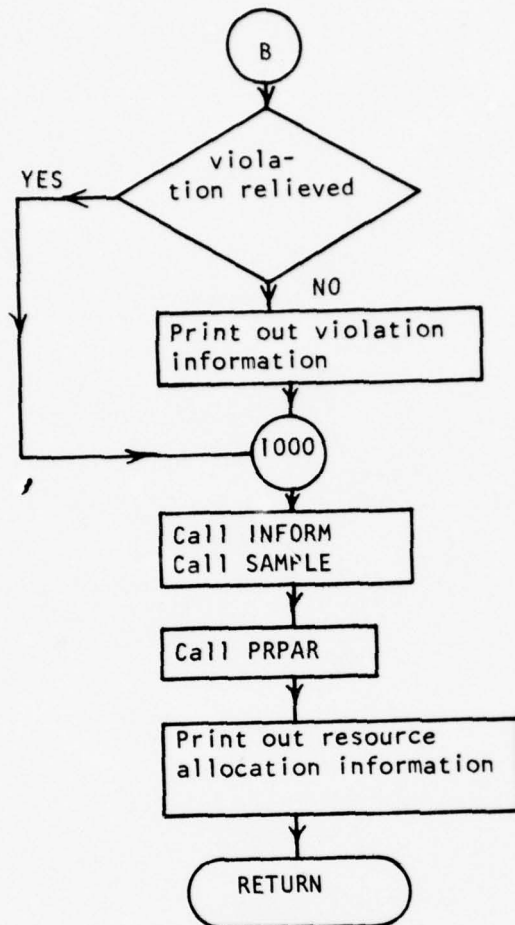 B
viola-
tion relieved
YES
NO
Print out violation
information
1000
Call INFORM
Call SAMPLE
Call PRPAR
Print out resource
allocation information
RETURN